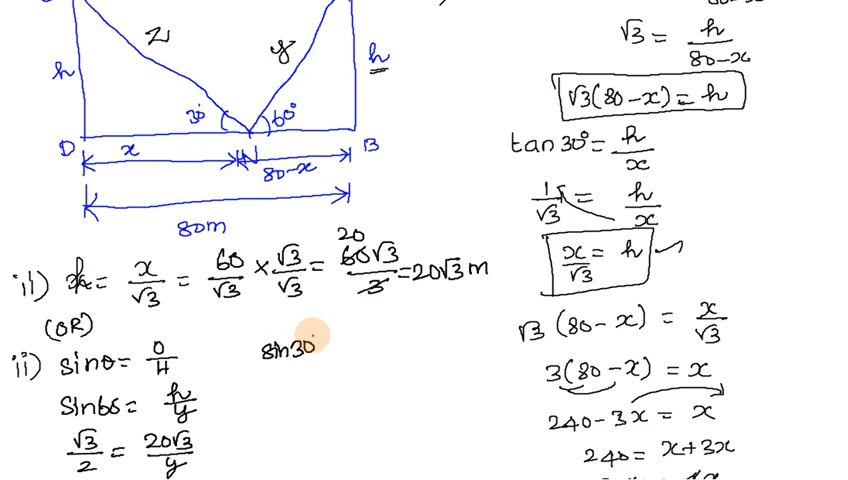 z
y
h
h
30°
60°
D
x
80-x
B
80m
ii) h = x/√3 = 60/√3 × √3/√3 = 20 60√3/3 = 20√3 m
(OR)
ii) sinθ = O/H
sin30°
sin60 = h/y
√3/2 = 20√3/y
80-x
√3 = h/80-x
√3(80-x) = h
tan30° = h/x
1/√3 = h/x
x/√3 = h
√3 (80-x) = x/√3
3(80-x) = x
240-3x = x
240 = x+3x